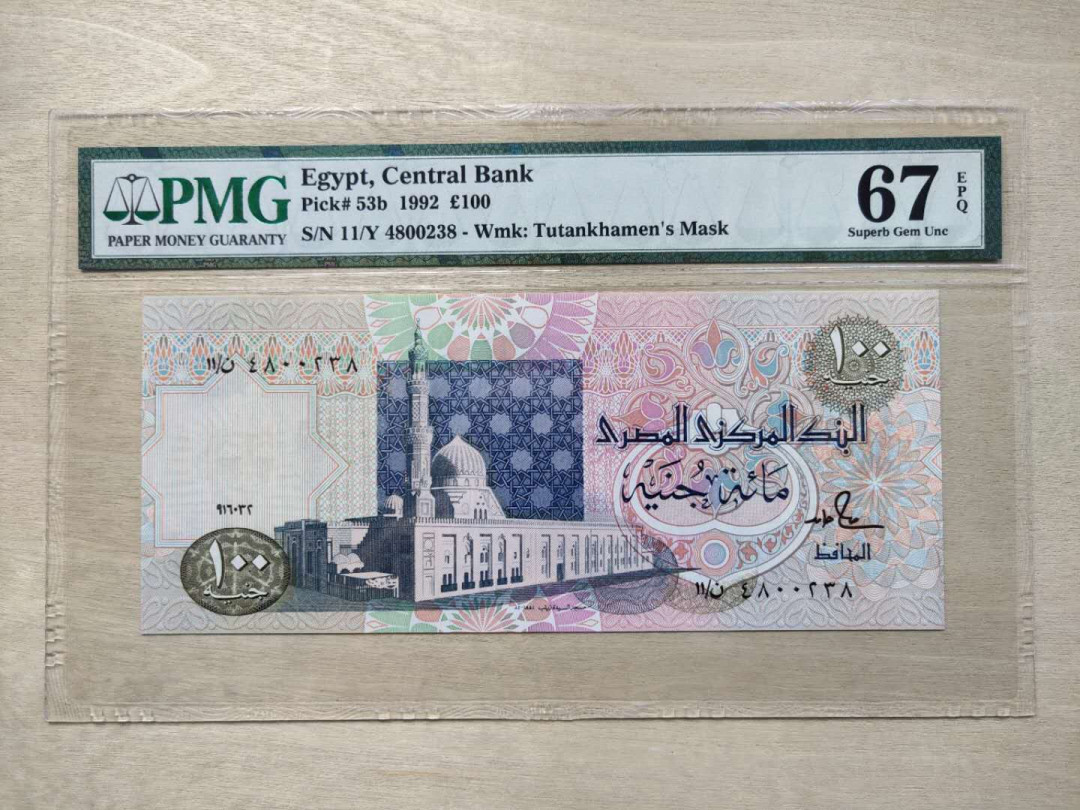 PMG
PAPER MONEY GUARANTY
Egypt, Central Bank
Pick# 53b 1992 £100
S/N 11/Y 4800238 - Wmk: Tutankhamen's Mask
67
EPQ
Superb Gem Unc
١٠٠
جنيه
١١/ن ٤٨٠٠٢٣٨
البنك المركزى المصرى
مائة جنيه
٩١٦٠٣٢
المحافظ
١٠٠
جنيه
١١/ن ٤٨٠٠٢٣٨